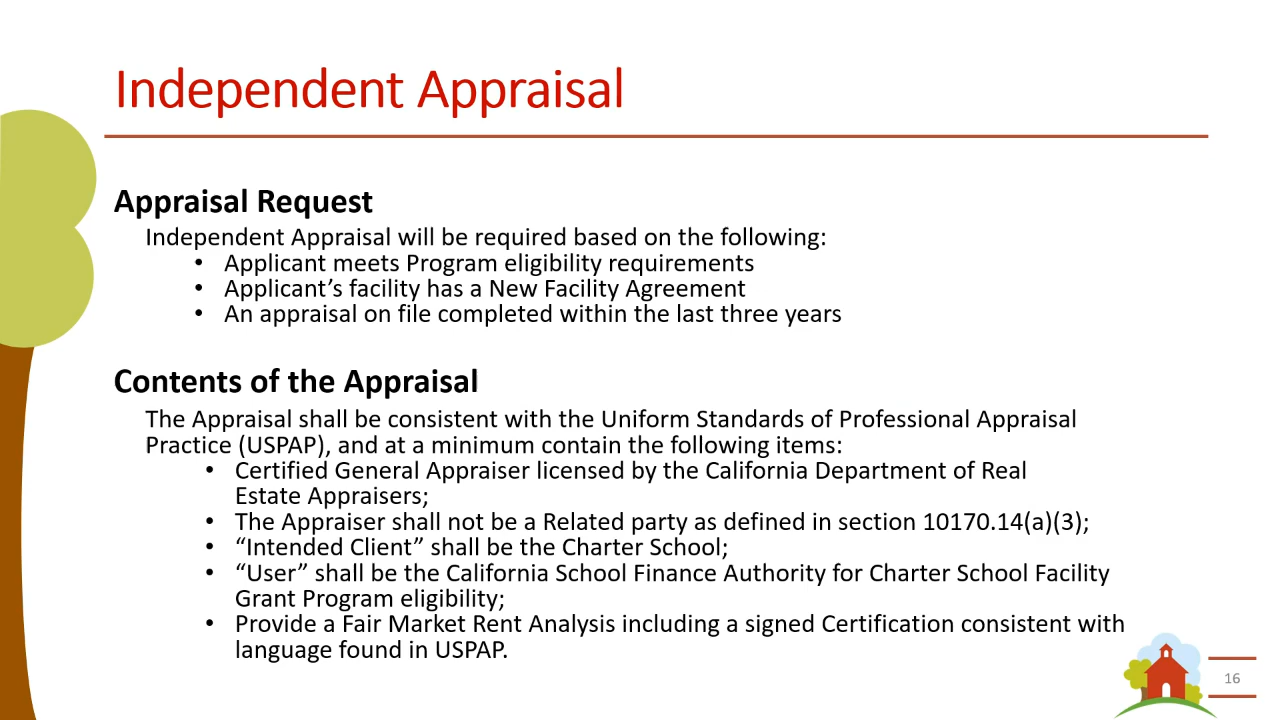 Independent Appraisal
Appraisal Request
Independent Appraisal will be required based on the following:
• Applicant meets Program eligibility requirements
• Applicant’s facility has a New Facility Agreement
• An appraisal on file completed within the last three years
Contents of the Appraisal
The Appraisal shall be consistent with the Uniform Standards of Professional Appraisal
Practice (USPAP), and at a minimum contain the following items:
• Certified General Appraiser licensed by the California Department of Real
Estate Appraisers;
• The Appraiser shall not be a Related party as defined in section 10170.14(a)(3);
• “Intended Client” shall be the Charter School;
• “User” shall be the California School Finance Authority for Charter School Facility
Grant Program eligibility;
• Provide a Fair Market Rent Analysis including a signed Certification consistent with
language found in USPAP.
16